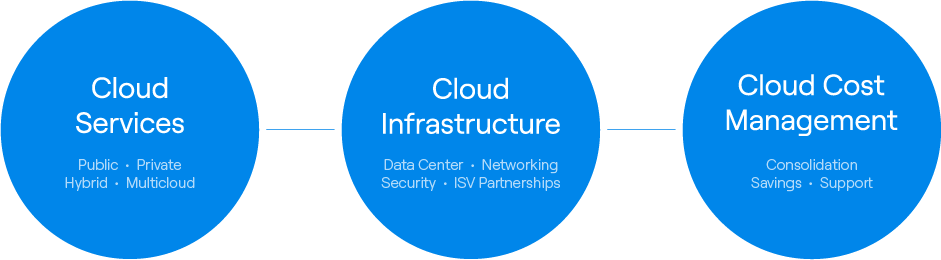 Cloud
Services
Public · Private
Hybrid · Multicloud
Cloud
Infrastructure
Data Center · Networking
Security · ISV Partnerships
Cloud Cost
Management
Consolidation
Savings · Support